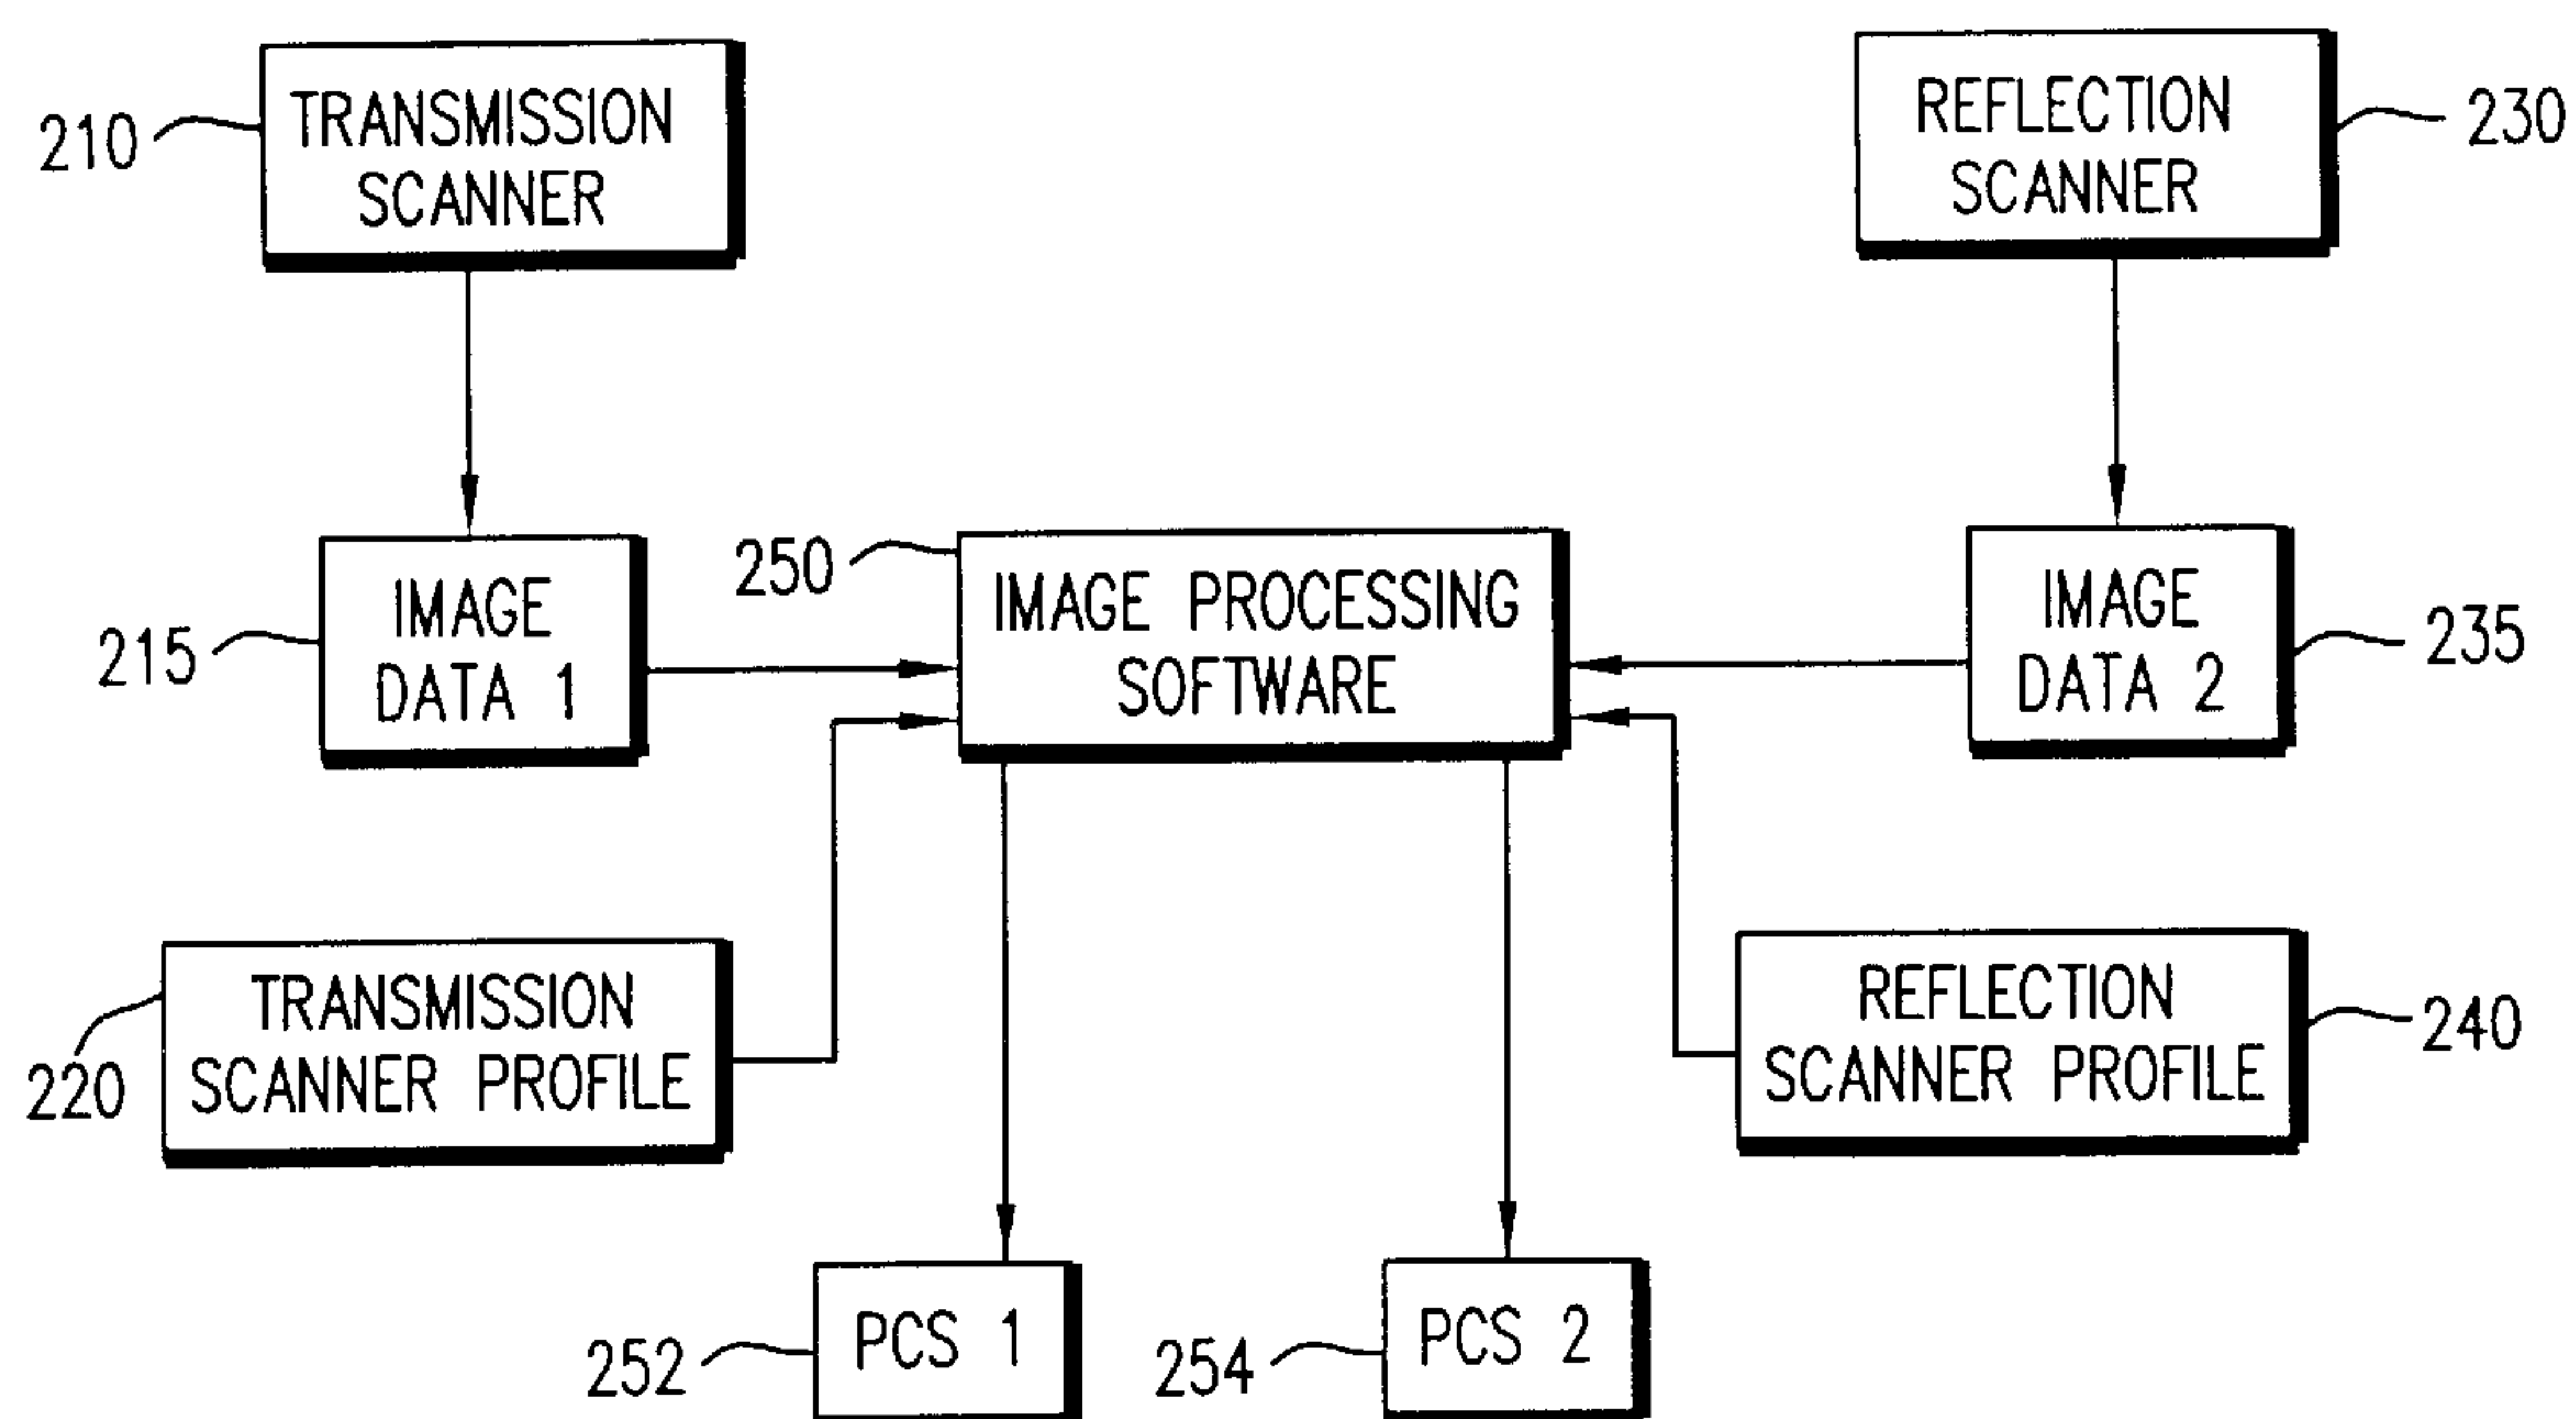 210
TRANSMISSION
SCANNER
REFLECTION
SCANNER
230
215
IMAGE
DATA 1
250
IMAGE PROCESSING
SOFTWARE
IMAGE
DATA 2
235
220
TRANSMISSION
SCANNER PROFILE
REFLECTION
SCANNER PROFILE
240
252
PCS 1
254
PCS 2